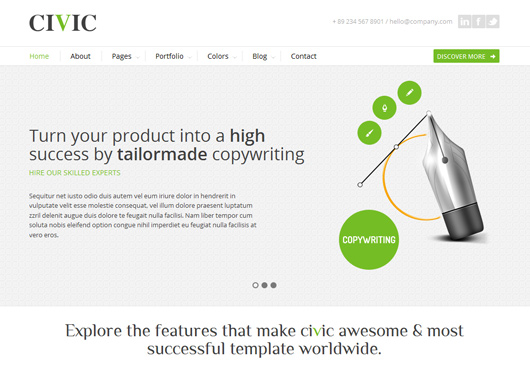 CIVIC
+ 89 234 567 8901 / hello@company.com
Home About Pages Portfolio Colors Blog Contact
DISCOVER MORE
Turn your product into a high
success by tailormade copywriting
HIRE OUR SKILLED EXPERTS
Sequitur net iusto odio duis autem vel eum iriure dolor in hendrerit in
vulputate velit esse molestie consequat, vel illum dolore praesent luptatum
zzril delenit augue duis dolore te feugait nulla facilisi. Nam liber tempor cum
soluta nobis eleifend option congue nihil imperdiet eu feugiat nulla facilisis at
vero eros.
COPYWRITING
Explore the features that make civic awesome & most
successful template worldwide.